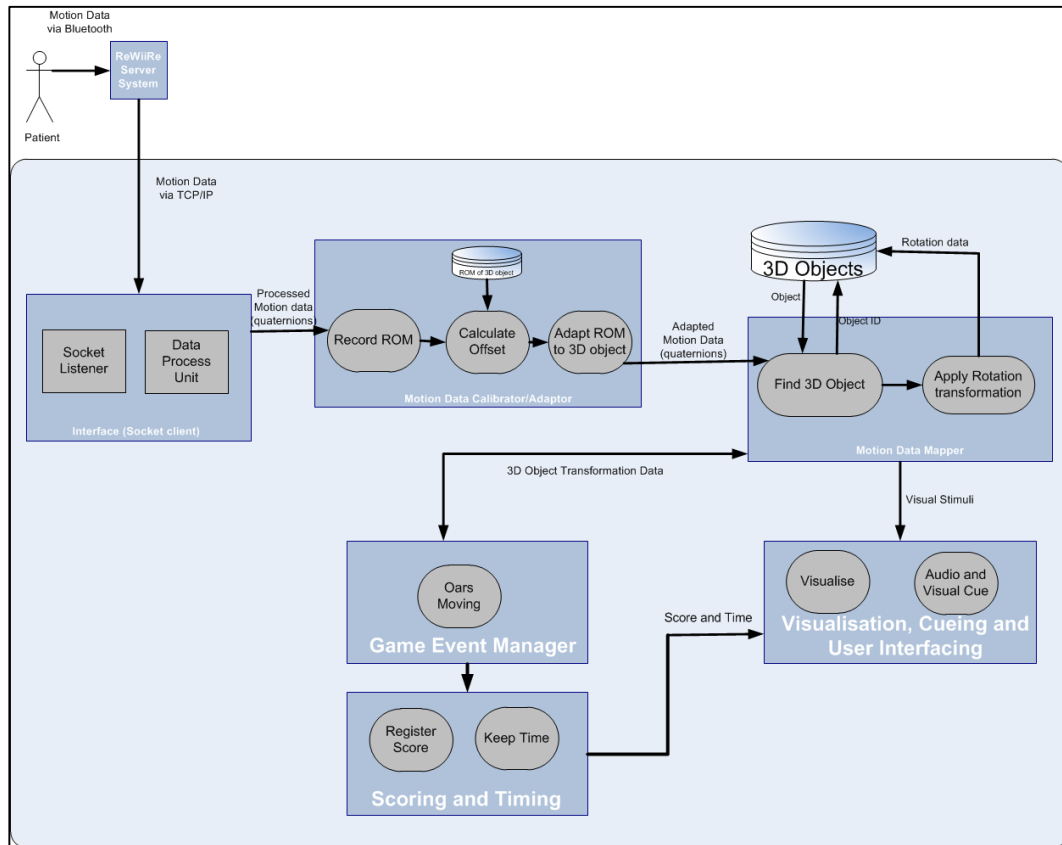 Motion Data
via Bluetooth
ReWiiRe
Server
System
Patient
Motion Data
via TCP/IP
Socket
Listener
Data
Process
Unit
Interface (Socket client)
Processed
Motion data
(quaternions)
ROM of 3D object
Record ROM
Calculate
Offset
Adapt ROM
to 3D object
Motion Data Calibrator/Adaptor
Adapted
Motion Data
(quaternions)
3D Objects
Rotation data
Object
Object ID
Find 3D Object
Apply Rotation
transformation
Motion Data Mapper
3D Object Transformation Data
Visual Stimuli
Oars
Moving
Game Event Manager
Visualise
Audio and
Visual Cue
Visualisation, Cueing and
User Interfacing
Score and Time
Register
Score
Keep Time
Scoring and Timing